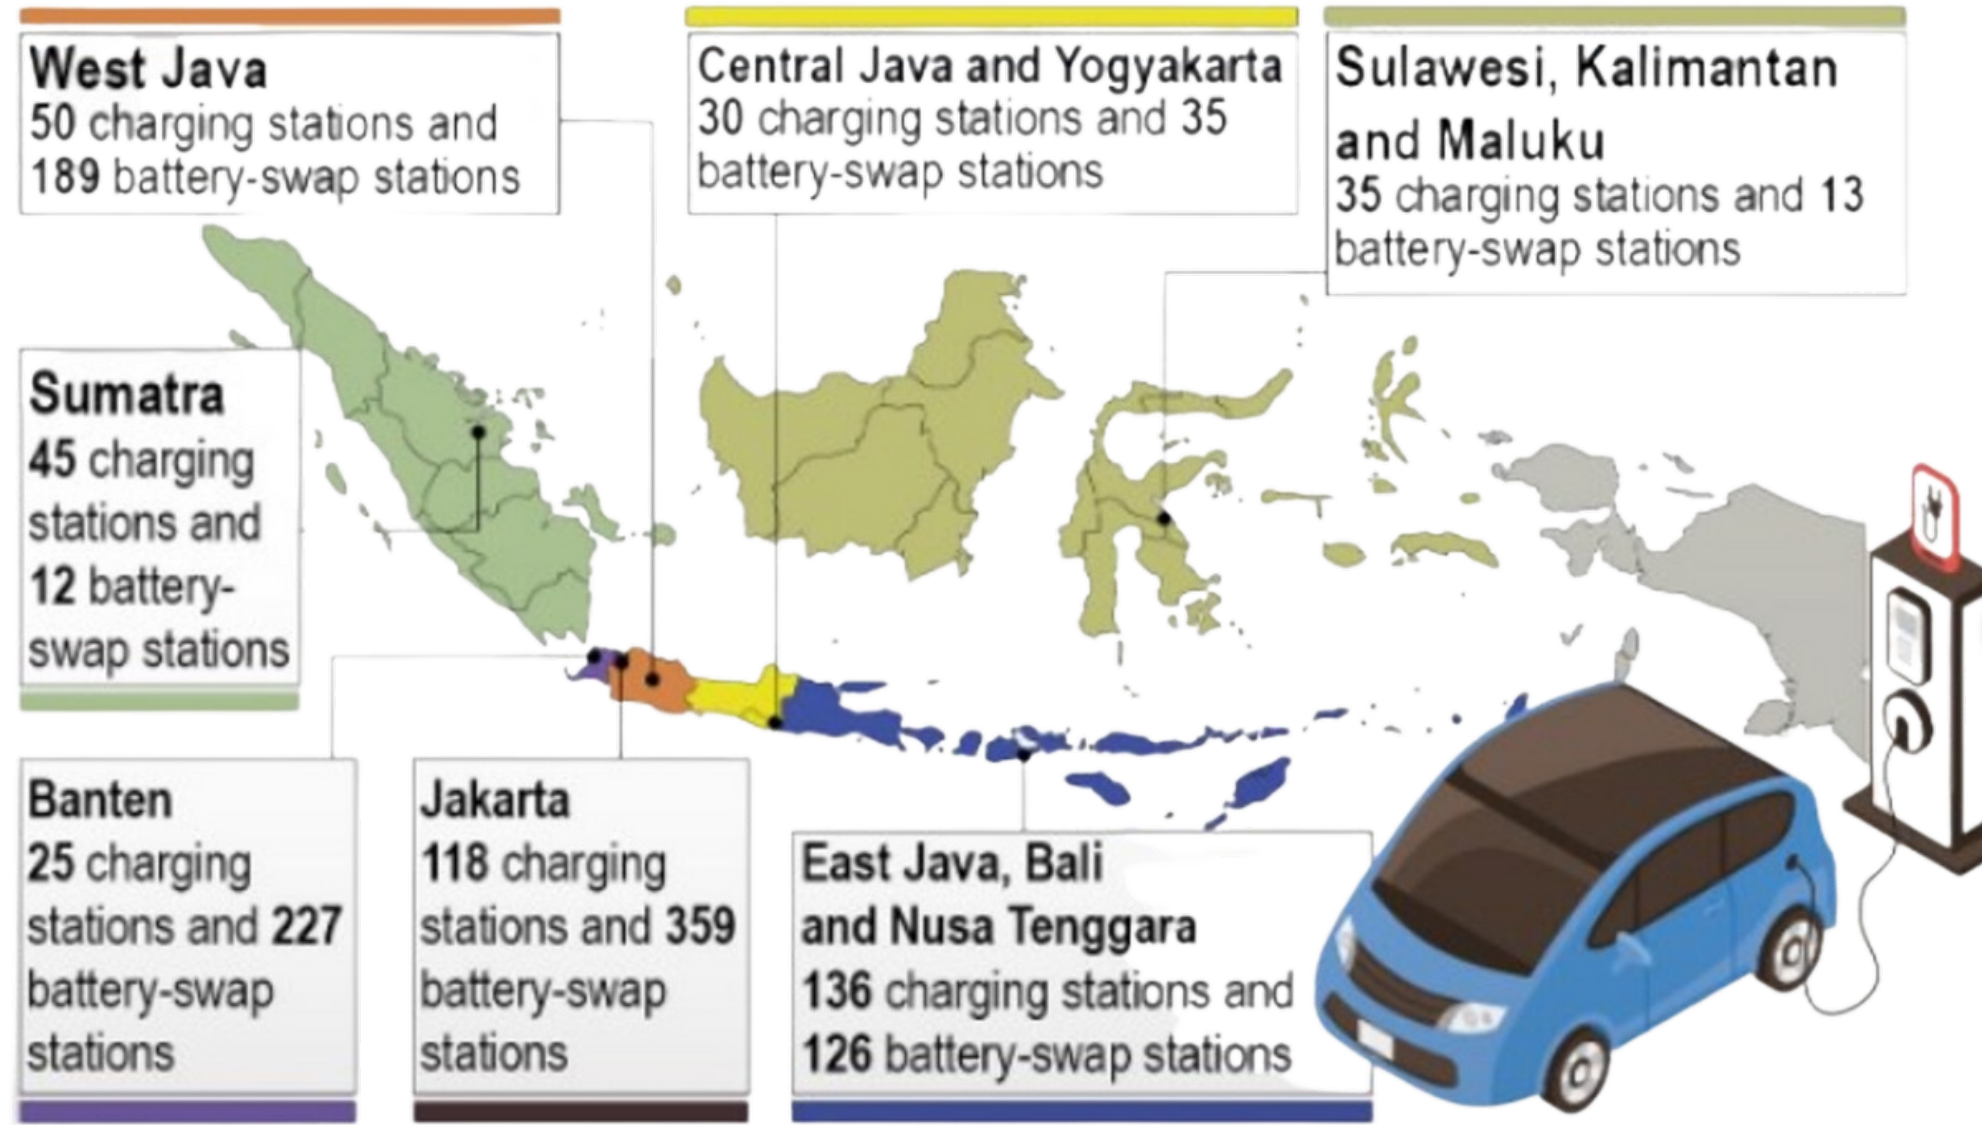 West Java
50 charging stations and
189 battery-swap stations
Central Java and Yogyakarta
30 charging stations and 35
battery-swap stations
Sulawesi, Kalimantan
and Maluku
35 charging stations and 13
battery-swap stations
Sumatra
45 charging
stations and
12 battery-
swap stations
Banten
25 charging
stations and 227
battery-swap
stations
Jakarta
118 charging
stations and 359
battery-swap
stations
East Java, Bali
and Nusa Tenggara
136 charging stations and
126 battery-swap stations